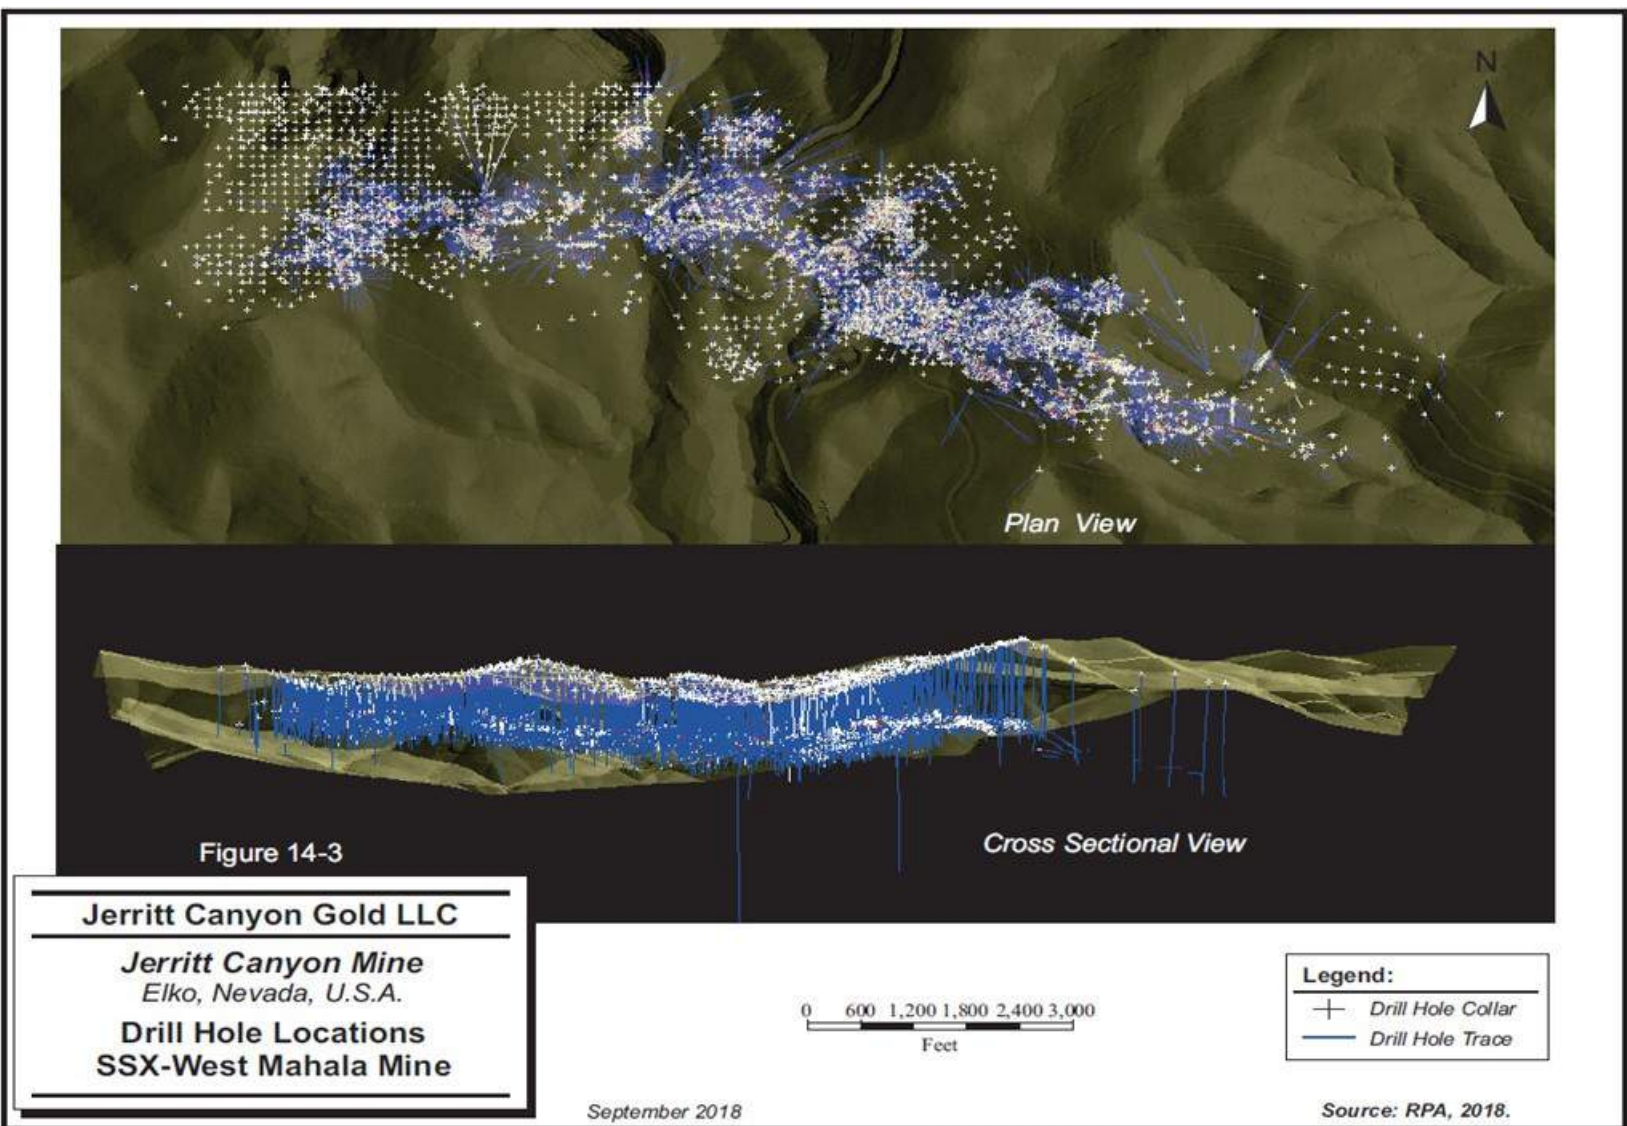 N
Plan View
Cross Sectional View
Figure 14-3
Jerritt Canyon Gold LLC
Jerritt Canyon Mine
Elko, Nevada, U.S.A.
Drill Hole Locations
SSX-West Mahala Mine
0 600 1,200 1,800 2,400 3,000
Feet
Legend:
Drill Hole Collar
Drill Hole Trace
September 2018
Source: RPA, 2018.